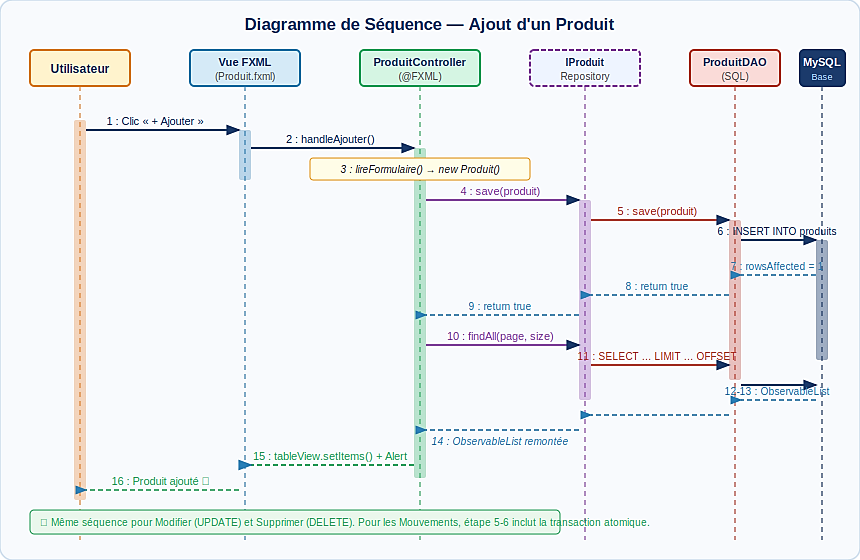 Diagramme de Séquence — Ajout d'un Produit
Utilisateur
Vue FXML
(Produit.fxml)
ProduitController
(@FXML)
IProduit
Repository
ProduitDAO
(SQL)
MySQL
Base
1 : Clic « + Ajouter »
2 : handleAjouter()
3 : lireFormulaire() → new Produit()
4 : save(produit)
5 : save(produit)
6 : INSERT INTO produits
7 : rowsAffected = 1
8 : return true
9 : return true
10 : findAll(page, size)
11 : SELECT ... LIMIT ... OFFSET
12-13 : ObservableList
14 : ObservableList remontée
15 : tableView.setItems() + Alert
16 : Produit ajouté
Même séquence pour Modifier (UPDATE) et Supprimer (DELETE). Pour les Mouvements, étape 5-6 inclut la transaction atomique.